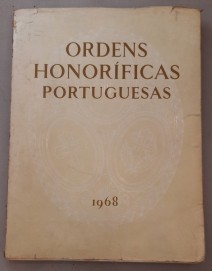 ORDENS
HONORÍFICAS
PORTUGUESAS
1968